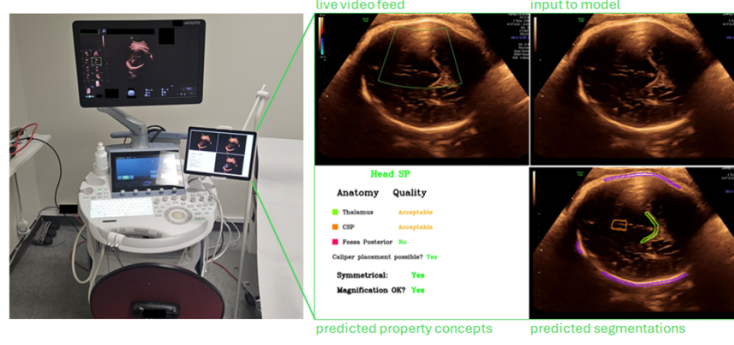 live video feed
input to model
Head SP
Anatomy Quality
Thalamus Acceptable
CSP Acceptable
Fossa Posterior No
Caliper placement possible? Yes
Symmetrical: Yes
Magnification OK? Yes
predicted property concepts
predicted segmentations